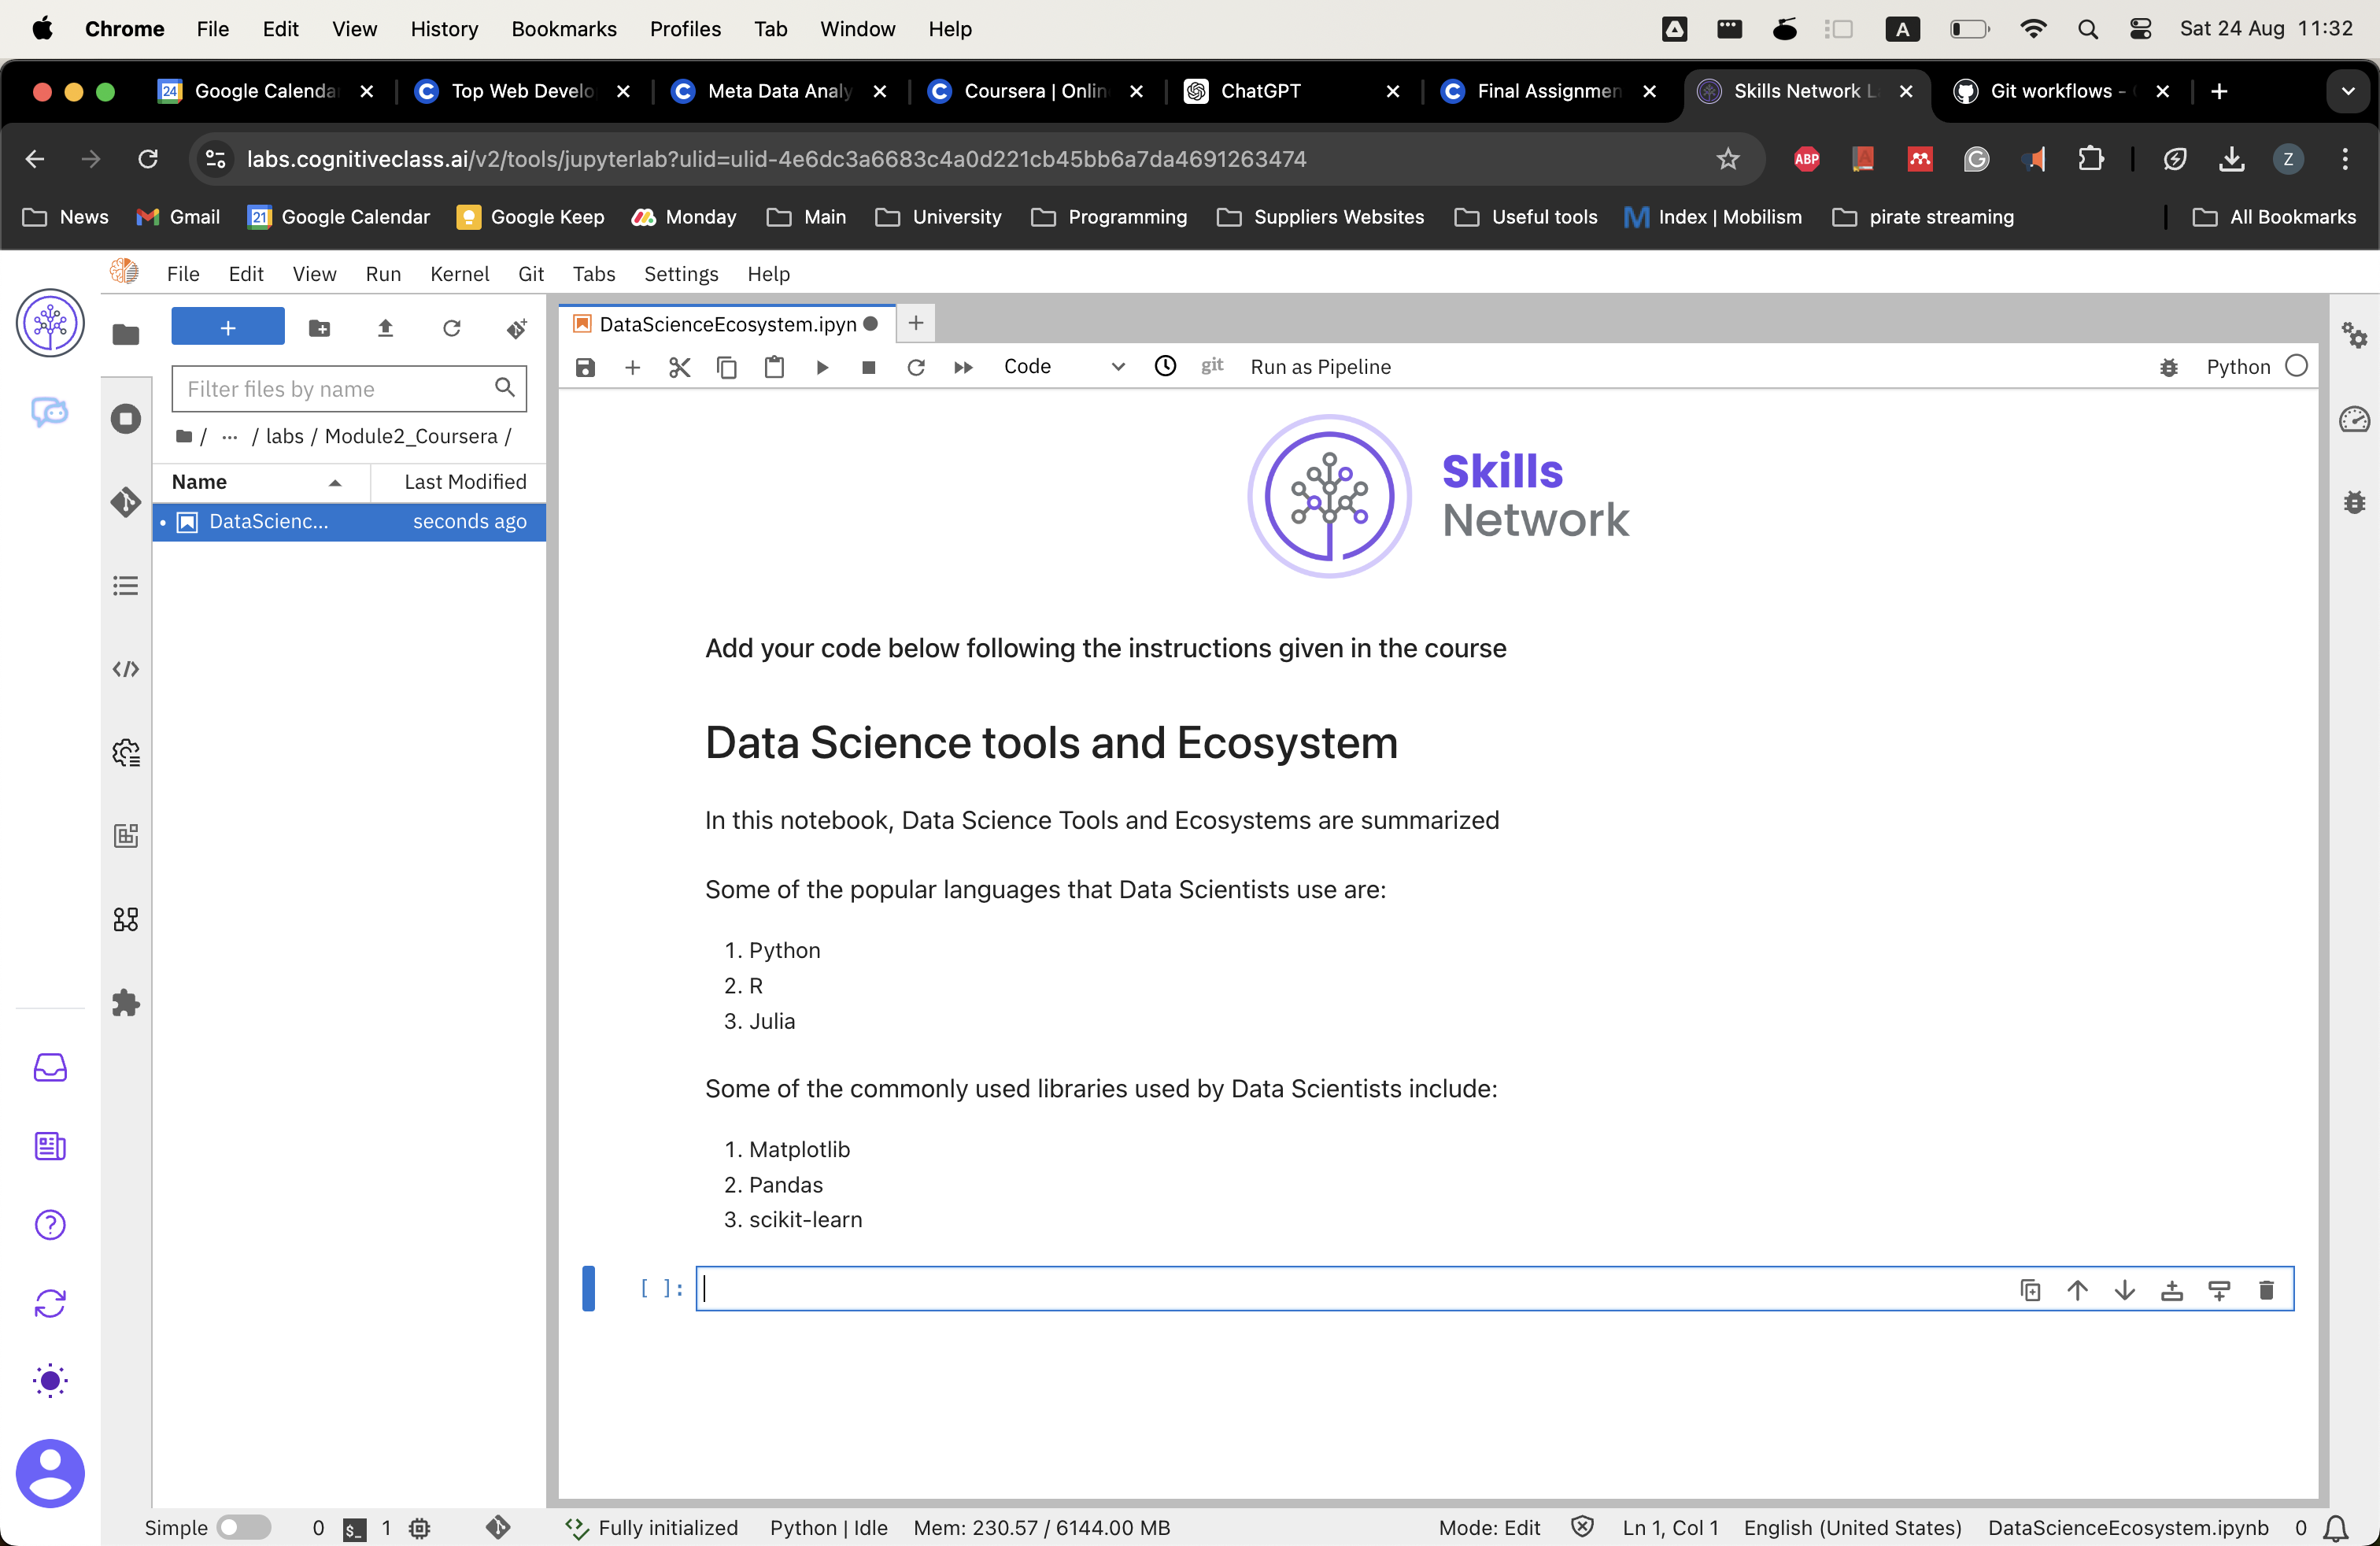 Chrome File Edit View History Bookmarks Profiles Tab Window Help A Sat 24 Aug 11:32
24 Google Calenda Top Web Develo Meta Data Analy Coursera | Onlin ChatGPT Final Assignmen Skills Network L Git workflows -
labs.cognitiveclass.ai/v2/tools/jupyterlab?ulid=ulid-4e6dc3a6683c4a0d221cb45bb6a7da4691263474 ABP Z
News Gmail 21 Google Calendar Google Keep Monday Main University Programming Suppliers Websites Useful tools Index | Mobilism pirate streaming All Bookmarks
File Edit View Run Kernel Git Tabs Settings Help
DataScienceEcosystem.ipyn
Code git Run as Pipeline Python
Filter files by name
/ ... / labs / Module2_Coursera /
Name Last Modified
DataScienc... seconds ago
Skills
Network
Add your code below following the instructions given in the course
Data Science tools and Ecosystem
In this notebook, Data Science Tools and Ecosystems are summarized
Some of the popular languages that Data Scientists use are:
1. Python
2. R
3. Julia
Some of the commonly used libraries used by Data Scientists include:
1. Matplotlib
2. Pandas
3. scikit-learn
[ ]:
Simple 0 $_ 1 Fully initialized Python | Idle Mem: 230.57 / 6144.00 MB Mode: Edit Ln 1, Col 1 English (United States) DataScienceEcosystem.ipynb 0